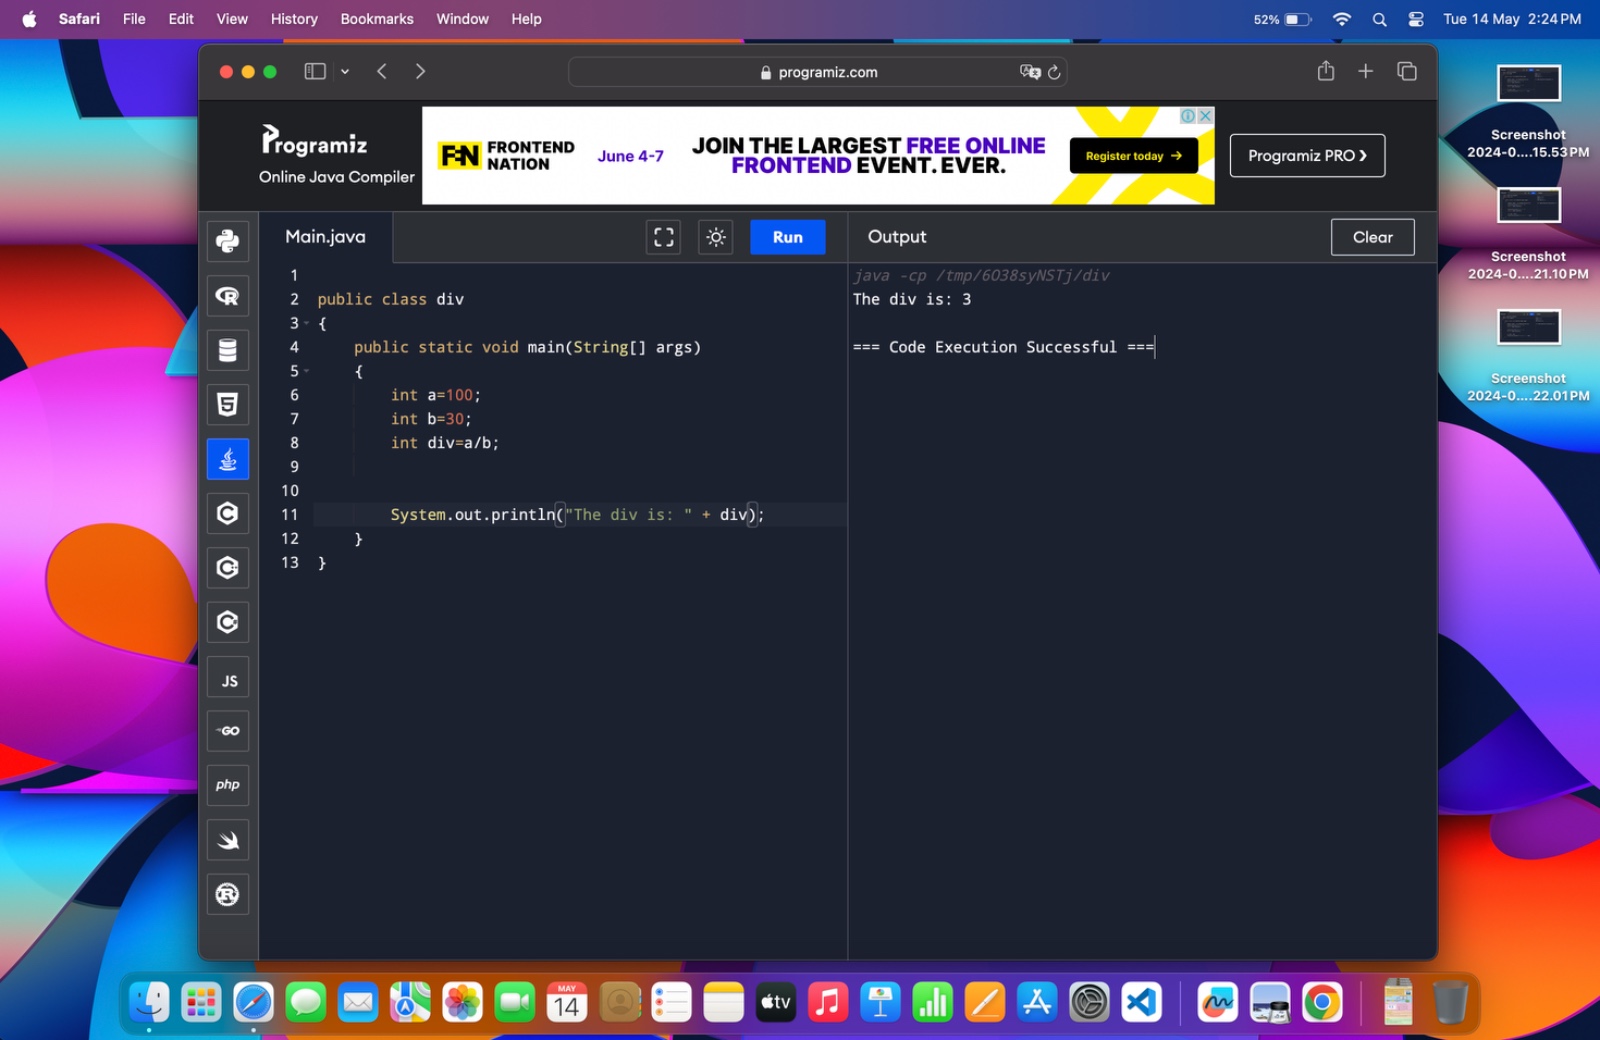 Safari File Edit View History Bookmarks Window Help 52% Tue 14 May 2:24 PM
programiz.com
Programiz
Online Java Compiler
FRONTEND
NATION
June 4-7
JOIN THE LARGEST FREE ONLINE
FRONTEND EVENT. EVER.
Register today →
Programiz PRO ❯
Main.java
Run
Output
Clear
1
2 public class div
3 {
4 public static void main(String[] args)
5 {
6 int a=100;
7 int b=30;
8 int div=a/b;
9
10
11 System.out.println("The div is: " + div);
12 }
13 }
java -cp /tmp/6O38syNSTj/div
The div is: 3
=== Code Execution Successful ===
JS
GO
php
Screenshot
2024-0....15.53 PM
Screenshot
2024-0....21.10 PM
Screenshot
2024-0....22.01 PM
MAY
14
tv